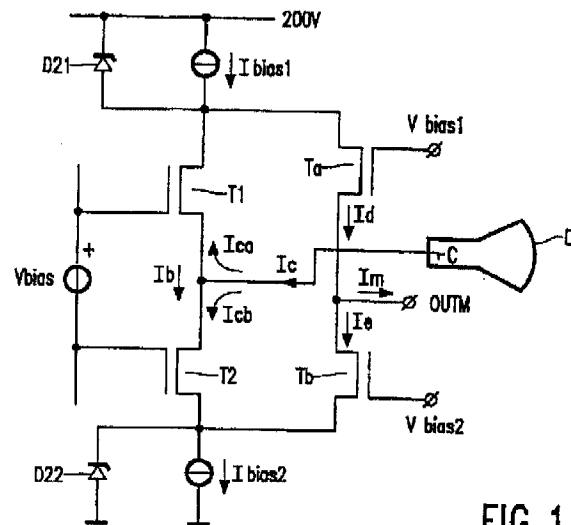 200V
D21
I bias1
V bias1
Ta
T1
Id
D
Ica
Ic
C
Vbias
+
Ib
Im
OUTM
Icb
Ie
T2
Tb
V bias2
D22
I bias2
FIG. 1